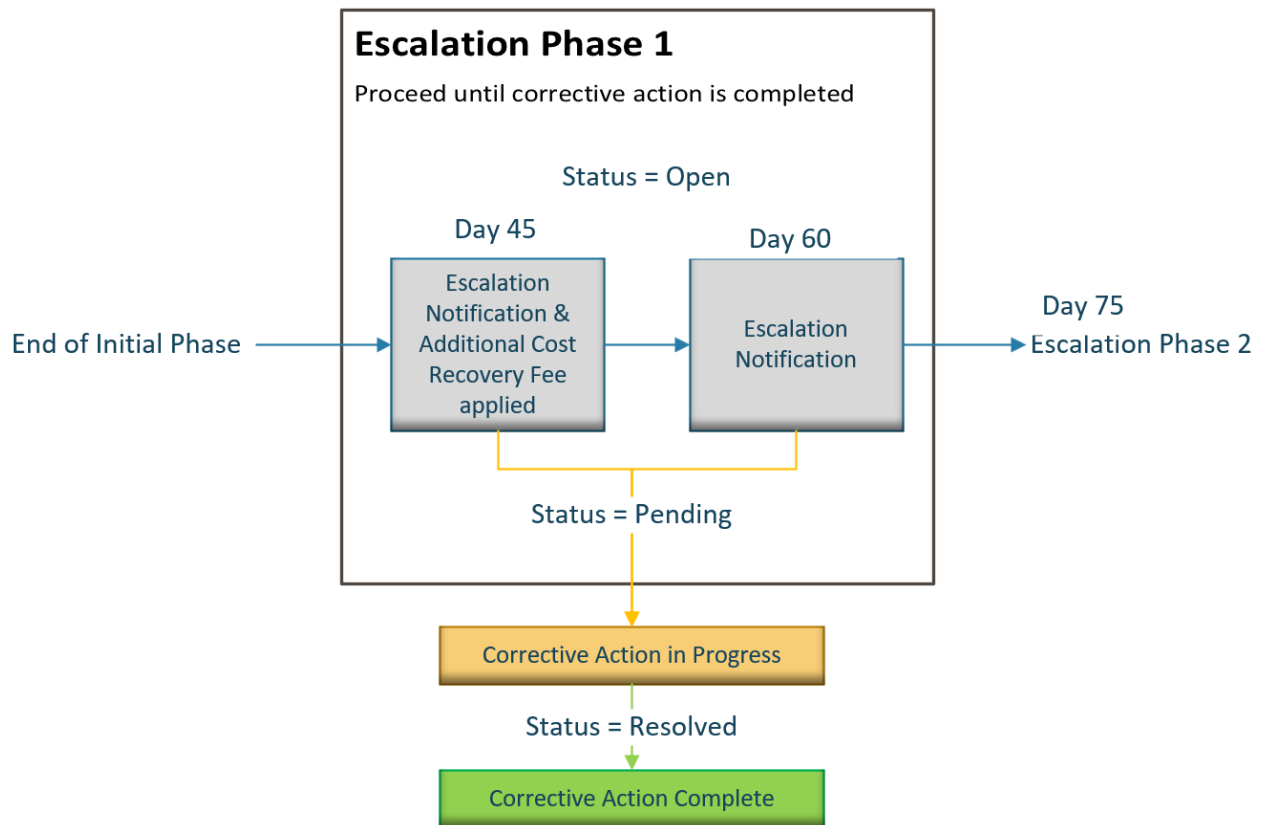 Escalation Phase 1
Proceed until corrective action is completed
Status = Open
Day 45
Day 60
End of Initial Phase
Escalation
Notification &
Additional Cost
Recovery Fee
applied
Escalation
Notification
Day 75
Escalation Phase 2
Status = Pending
Corrective Action in Progress
Status = Resolved
Corrective Action Complete